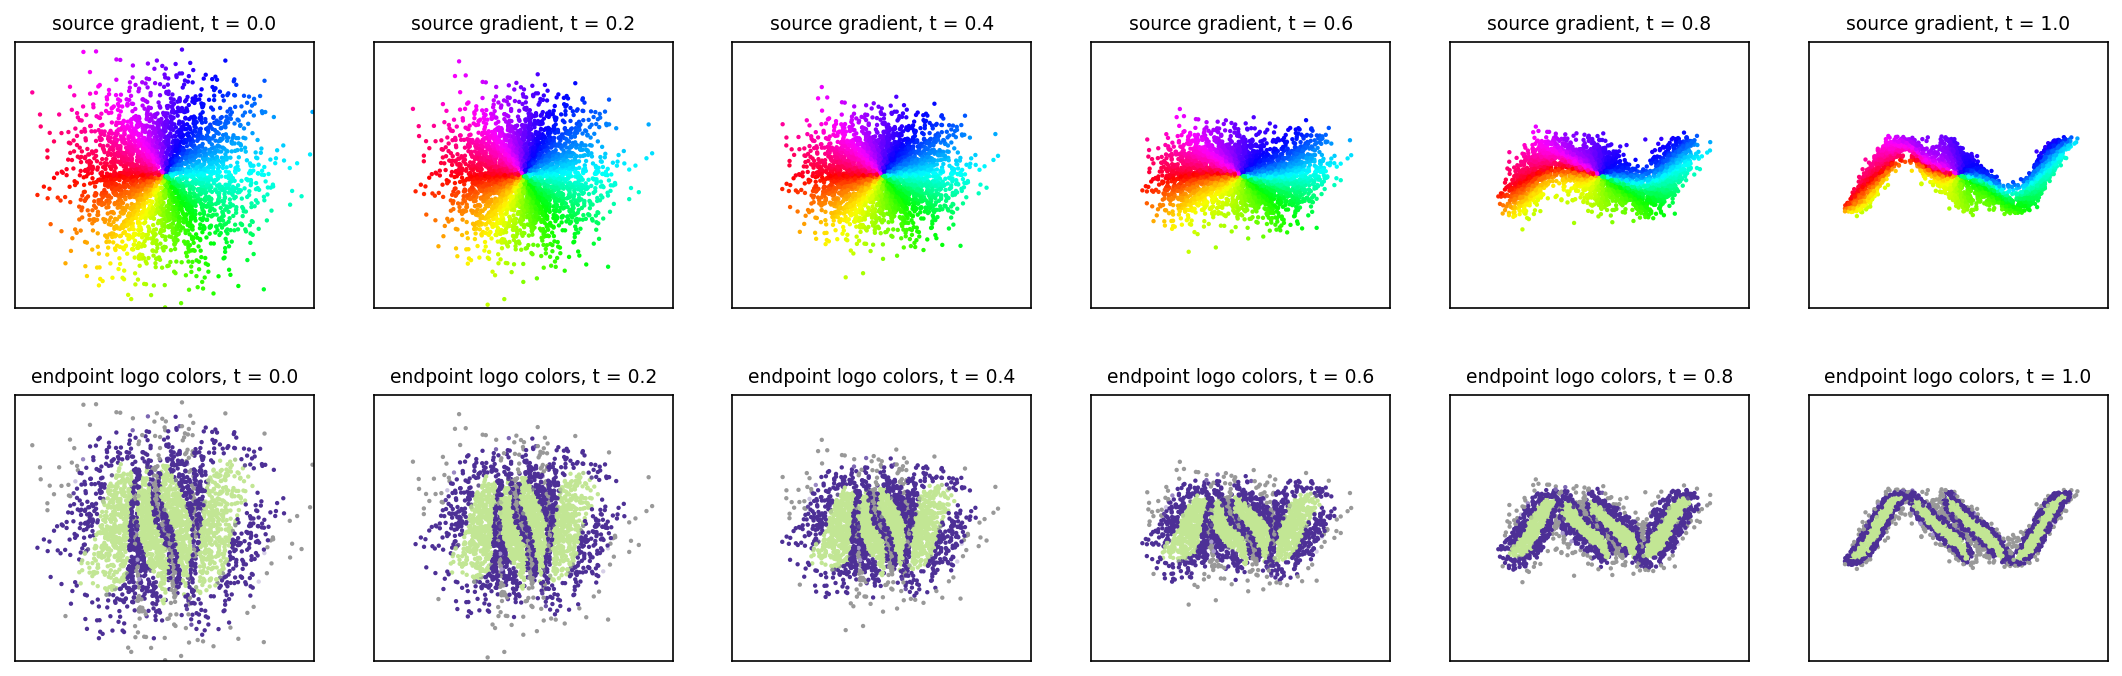 source gradient, t = 0.0
source gradient, t = 0.2
source gradient, t = 0.4
source gradient, t = 0.6
source gradient, t = 0.8
source gradient, t = 1.0
endpoint logo colors, t = 0.0
endpoint logo colors, t = 0.2
endpoint logo colors, t = 0.4
endpoint logo colors, t = 0.6
endpoint logo colors, t = 0.8
endpoint logo colors, t = 1.0